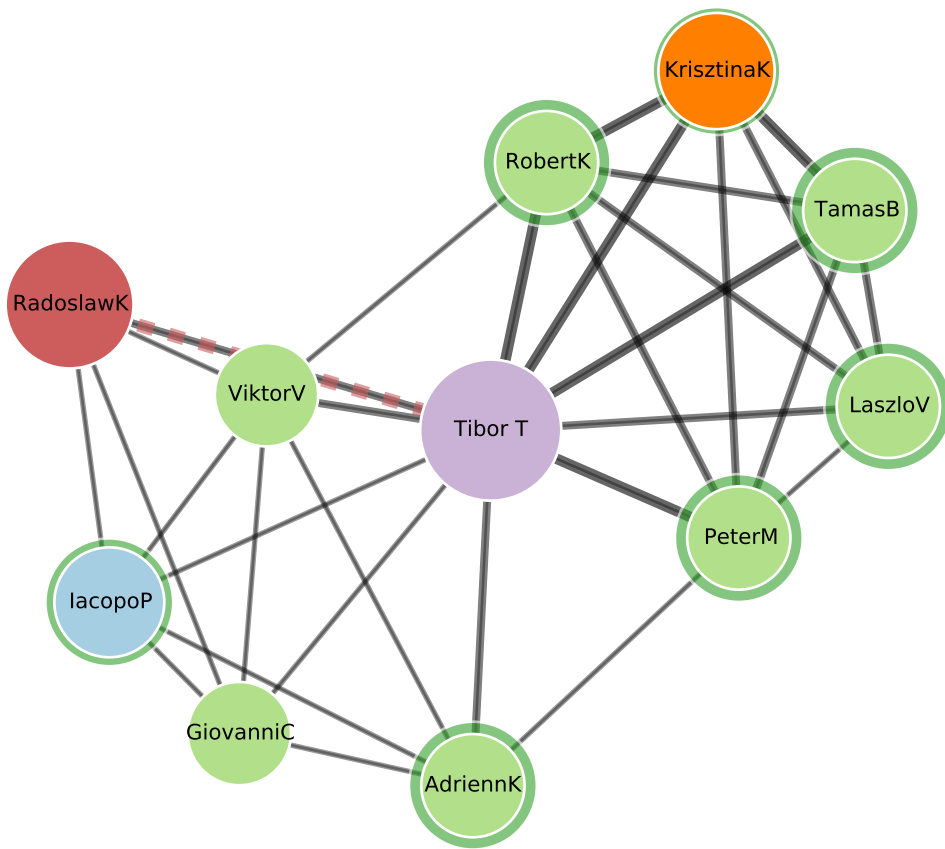 KrisztinaK
RobertK
TamasB
RadoslawK
ViktorV
LaszloV
Tibor T
PeterM
IacopoP
GiovanniC
AdriennK